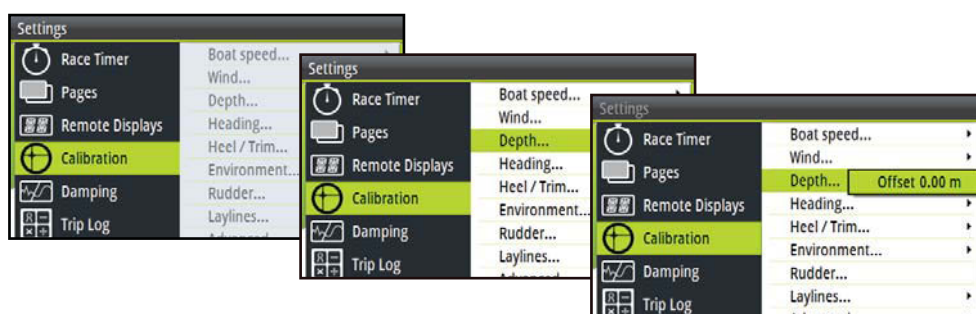 Settings
Race Timer
Pages
Remote Displays
Calibration
Damping
Trip Log
Boat speed...
Wind...
Depth...
Heading...
Heel / Trim...
Environment...
Rudder...
Laylines...
Settings
Race Timer
Pages
Remote Displays
Calibration
Damping
Trip Log
Boat speed...
Wind...
Depth...
Heading...
Heel / Trim...
Environment...
Rudder...
Laylines...
Settings
Race Timer
Pages
Remote Displays
Calibration
Damping
Trip Log
Boat speed...
Wind...
Depth...
Offset 0.00 m
Heading...
Heel / Trim...
Environment...
Rudder...
Laylines...